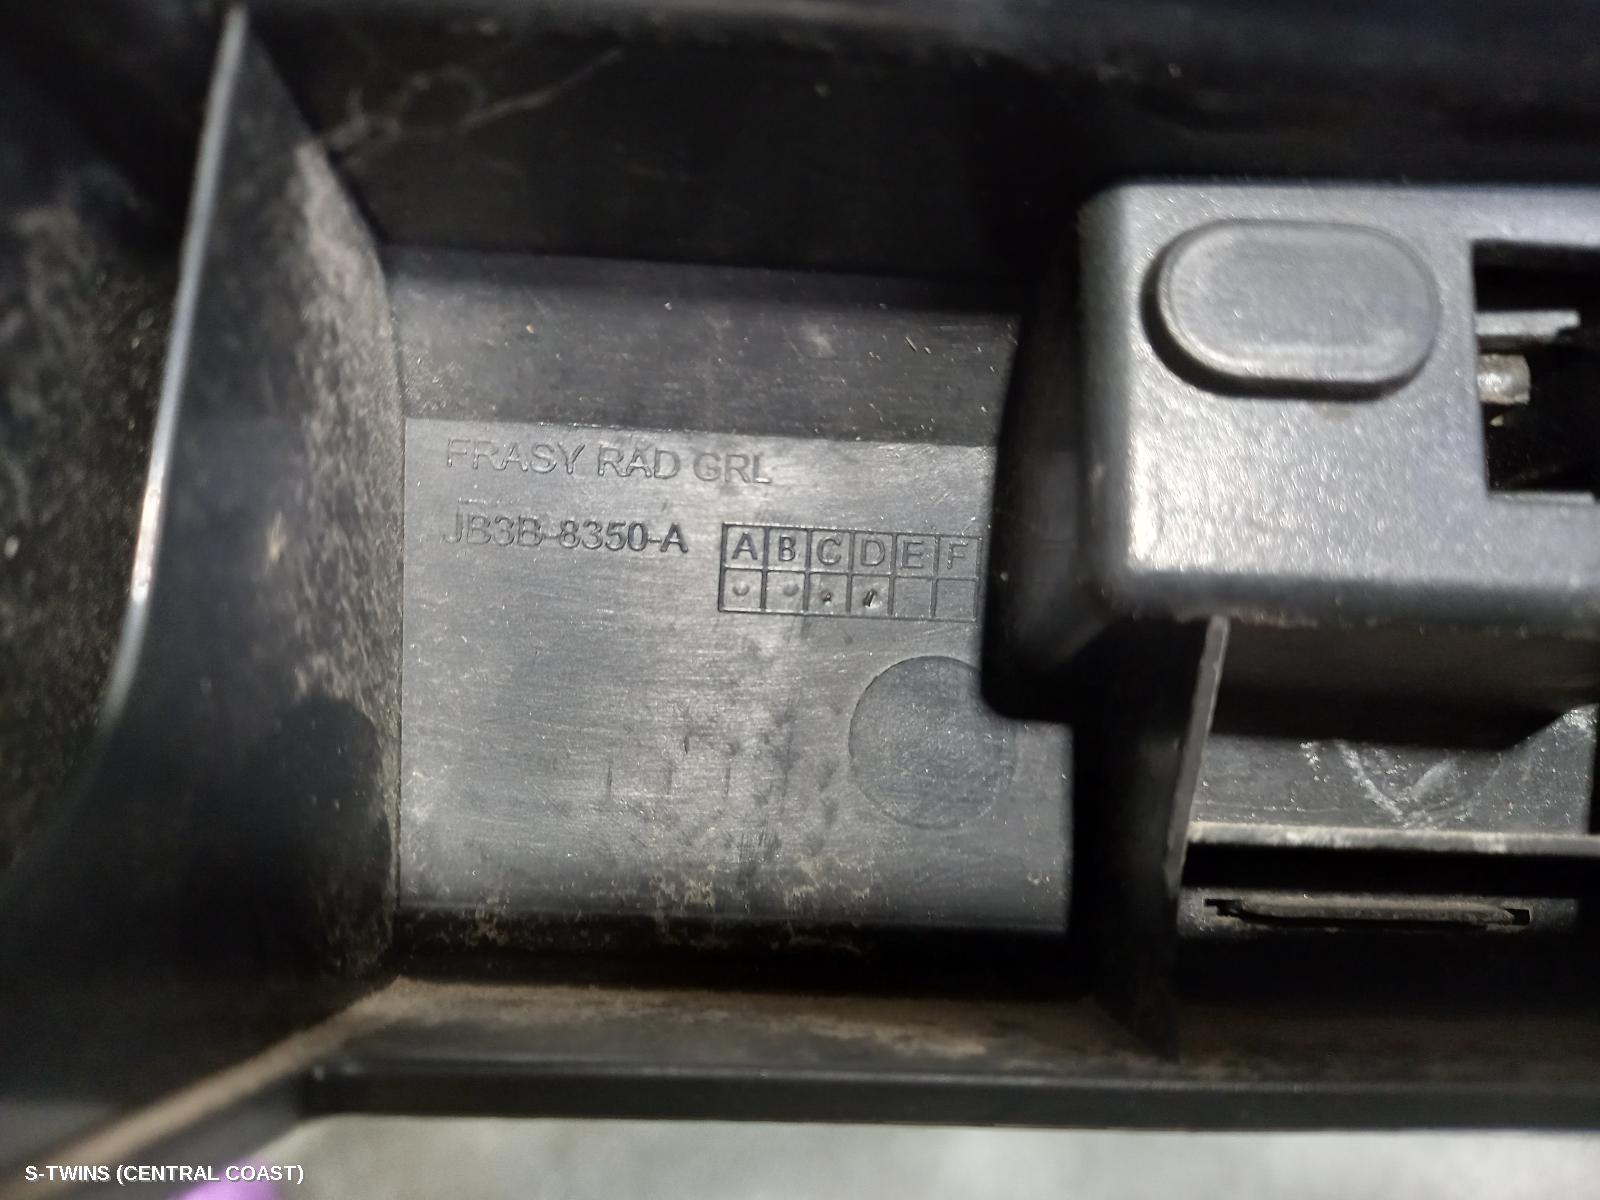 FRASY RAD GRL
JB3B-8350-A
A B C D E F
S-TWINS (CENTRAL COAST)